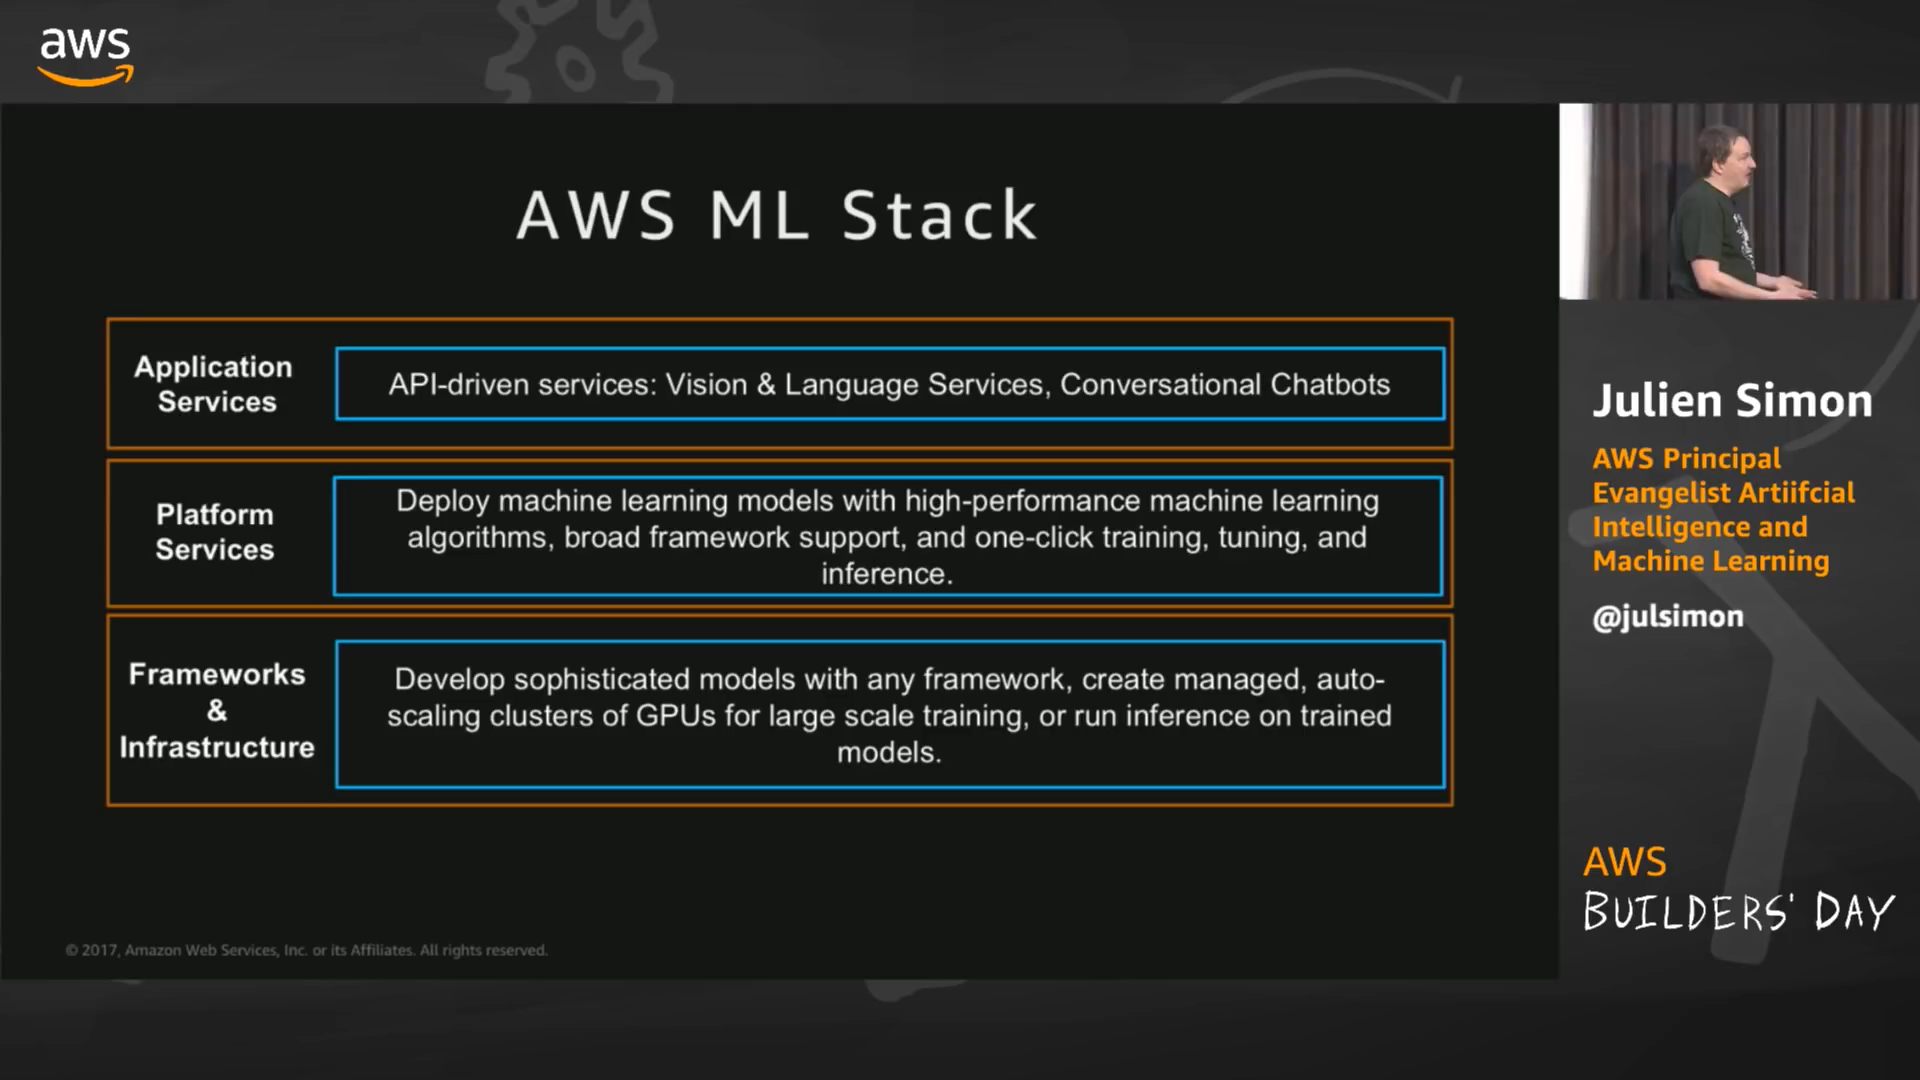 aws
AWS ML Stack
Application
Services
API-driven services: Vision & Language Services, Conversational Chatbots
Platform
Services
Deploy machine learning models with high-performance machine learning
algorithms, broad framework support, and one-click training, tuning, and
inference.
Frameworks
&
Infrastructure
Develop sophisticated models with any framework, create managed, auto-
scaling clusters of GPUs for large scale training, or run inference on trained
models.
© 2017, Amazon Web Services, Inc. or its Affiliates. All rights reserved.
Julien Simon
AWS Principal
Evangelist Artiifcial
Intelligence and
Machine Learning
@julsimon
AWS
BUILDERS' DAY